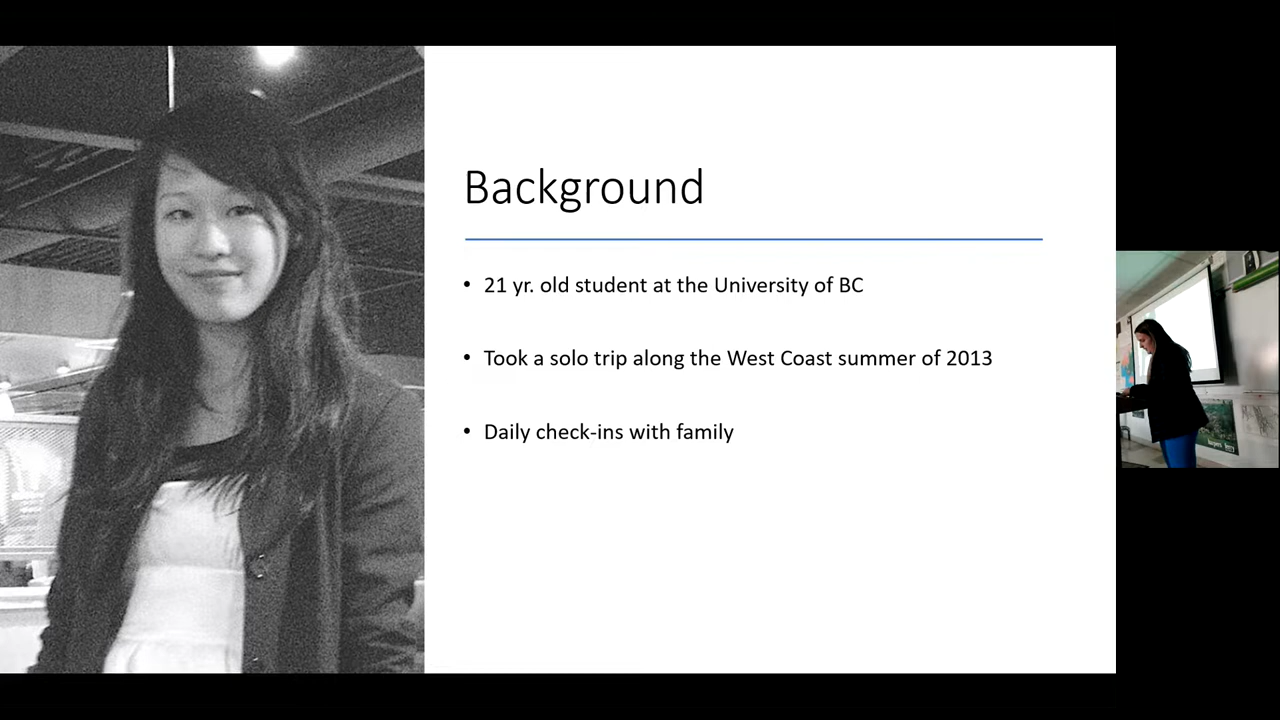 Background
• 21 yr. old student at the University of BC
• Took a solo trip along the West Coast summer of 2013
• Daily check-ins with family